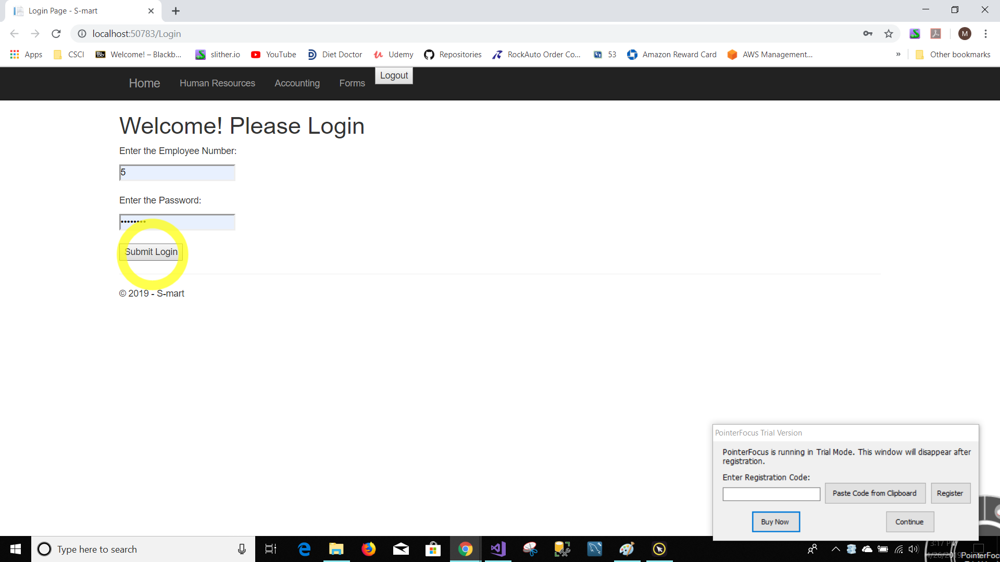 Login Page - S-mart
localhost:50783/Login
M
Apps CSCI Bb Welcome! – Blackb... slither.io YouTube Diet Doctor Udemy Repositories RockAuto Order Co... 53 Amazon Reward Card AWS Management... » Other bookmarks
Home Human Resources Accounting Forms Logout
Welcome! Please Login
Enter the Employee Number:
5
Enter the Password:
••••••••
Submit Login
© 2019 - S-mart
PointerFocus Trial Version
PointerFocus is running in Trial Mode. This window will disappear after
registration.
Enter Registration Code:
Paste Code from Clipboard Register
Buy Now Continue
Type here to search
3:17 PM
4/26/2019
PointerFoc